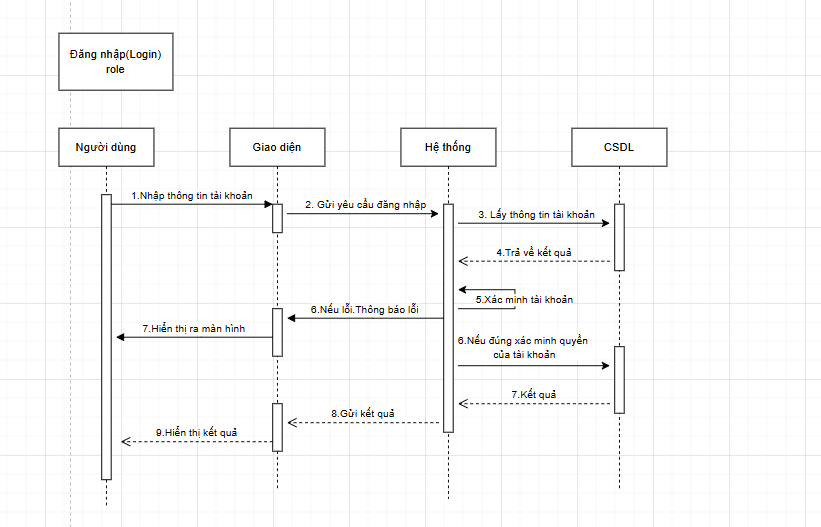 Đăng nhập(Login)
role
Người dùng
Giao diện
Hệ thống
CSDL
1.Nhập thông tin tài khoản
2. Gửi yêu cầu đăng nhập
3. Lấy thông tin tài khoản
4.Trả về kết quả
5.Xác minh tài khoản
6.Nếu lỗi.Thông báo lỗi
7.Hiển thị ra màn hình
6.Nếu đúng xác minh quyền
của tài khoản
7.Kết quả
8.Gửi kết quả
9.Hiển thị kết quả